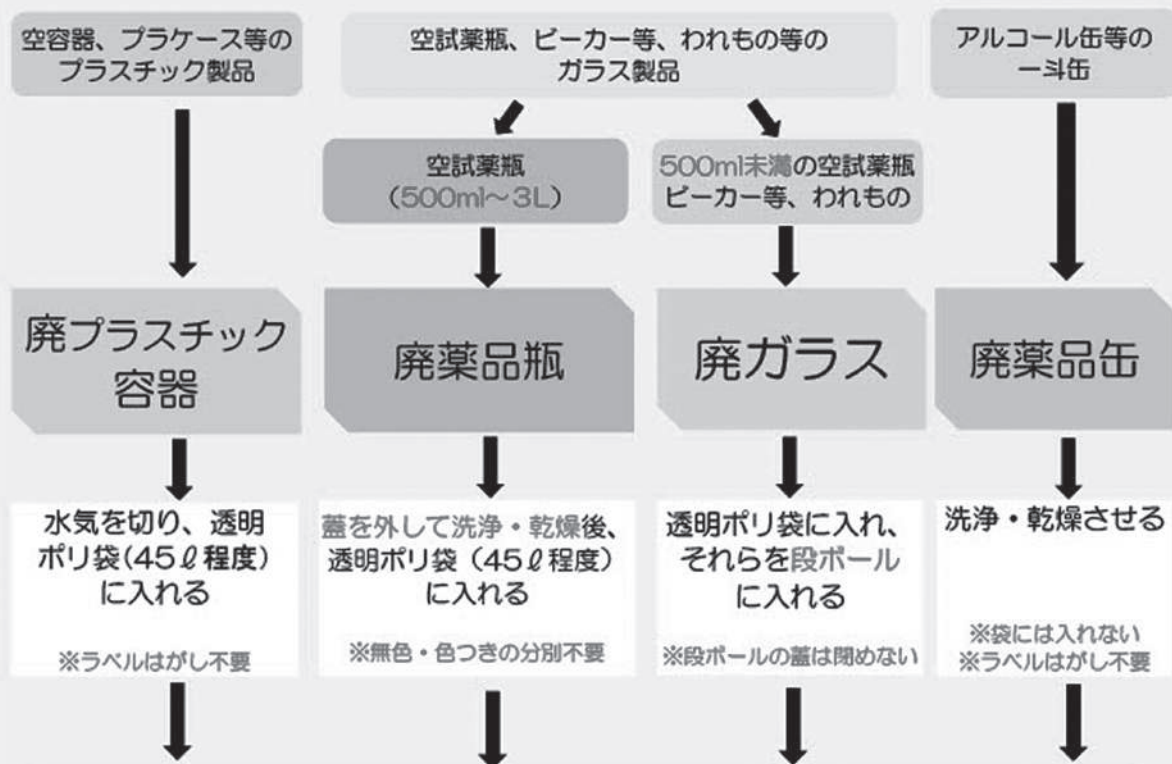 空容器、プラケース等の
プラスチック製品
空試薬瓶、ビーカー等、われもの等の
ガラス製品
アルコール缶等の
一斗缶
空試薬瓶
(500ml～3L)
500ml未満の空試薬瓶
ビーカー等、われもの
廃プラスチック
容器
廃薬品瓶
廃ガラス
廃薬品缶
水気を切り、透明
ポリ袋(45ℓ程度)
に入れる
※ラベルはがし不要
蓋を外して洗浄・乾燥後、
透明ポリ袋（45ℓ程度）
に入れる
※無色・色つきの分別不要
透明ポリ袋に入れ、
それらを段ボール
に入れる
※段ボールの蓋は閉めない
洗浄・乾燥させる
※袋には入れない
※ラベルはがし不要